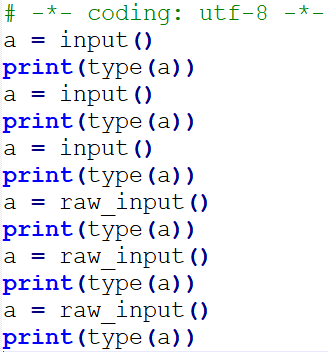 # -*- coding: utf-8 -*-
a = input()
print(type(a))
a = input()
print(type(a))
a = input()
print(type(a))
a = raw_input()
print(type(a))
a = raw_input()
print(type(a))
a = raw_input()
print(type(a))